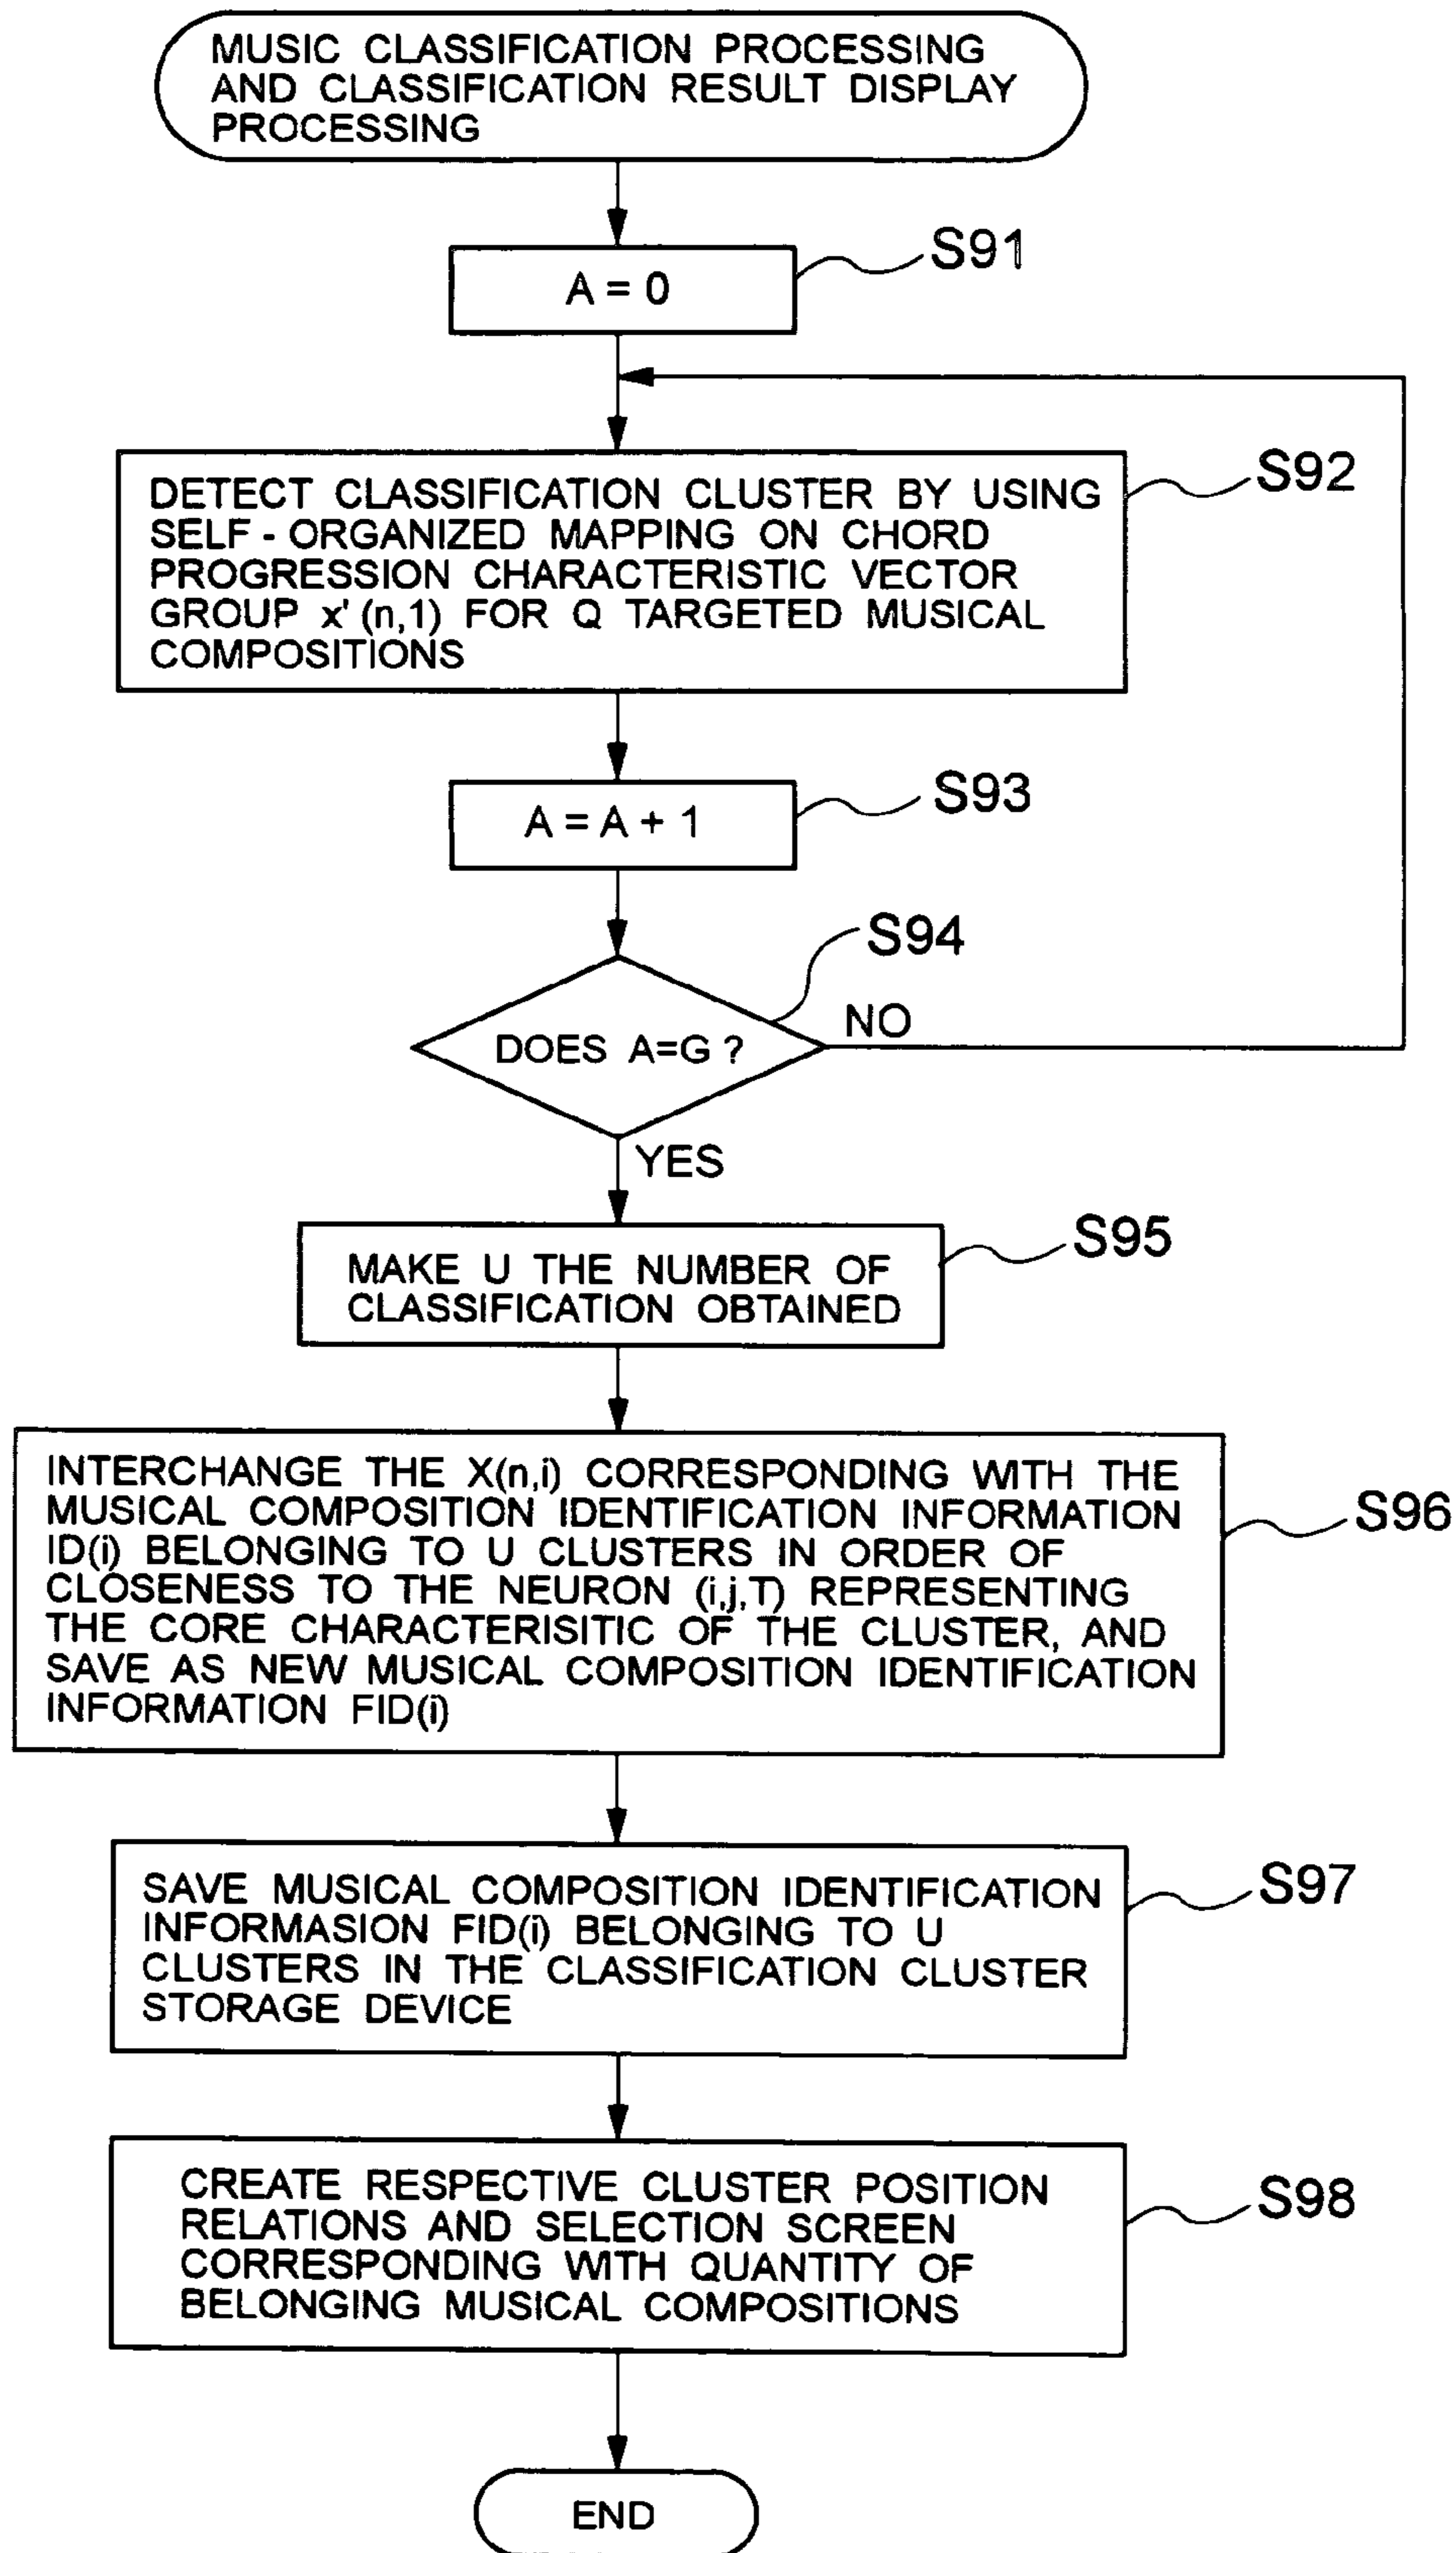 MUSIC CLASSIFICATION PROCESSING
AND CLASSIFICATION RESULT DISPLAY
PROCESSING
S91
A = 0
S92
DETECT CLASSIFICATION CLUSTER BY USING
SELF - ORGANIZED MAPPING ON CHORD
PROGRESSION CHARACTERISTIC VECTOR
GROUP x'(n,1) FOR Q TARGETED MUSICAL
COMPOSITIONS
S93
A = A + 1
S94
NO
DOES A=G ?
YES
S95
MAKE U THE NUMBER OF
CLASSIFICATION OBTAINED
INTERCHANGE THE X(n,i) CORRESPONDING WITH THE
MUSICAL COMPOSITION IDENTIFICATION INFORMATION
S96
ID(i) BELONGING TO U CLUSTERS IN ORDER OF
CLOSENESS TO THE NEURON (i,j,T) REPRESENTING
THE CORE CHARACTERISITIC OF THE CLUSTER, AND
SAVE AS NEW MUSICAL COMPOSITION IDENTIFICATION
INFORMATION FID(i)
S97
SAVE MUSICAL COMPOSITION IDENTIFICATION
INFORMASION FID(i) BELONGING TO U
CLUSTERS IN THE CLASSIFICATION CLUSTER
STORAGE DEVICE
S98
CREATE RESPECTIVE CLUSTER POSITION
RELATIONS AND SELECTION SCREEN
CORRESPONDING WITH QUANTITY OF
BELONGING MUSICAL COMPOSITIONS
END